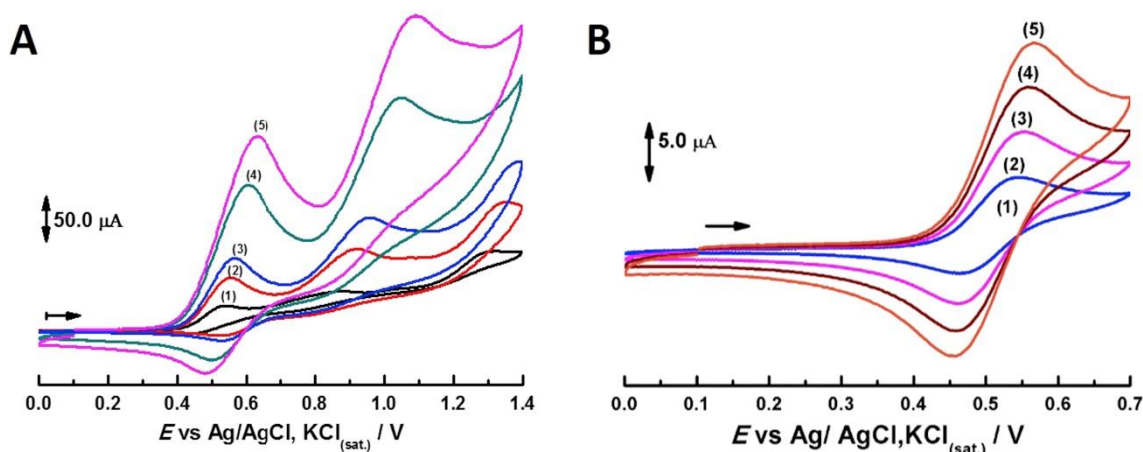 A
(5)
(4)
(3)
(2)
(1)
50.0 μA
0.0 0.2 0.4 0.6 0.8 1.0 1.2 1.4
E vs Ag/AgCl, KCl(sat.) / V
B
(5)
(4)
(3)
(2)
(1)
5.0 μA
0.0 0.1 0.2 0.3 0.4 0.5 0.6 0.7
E vs Ag/ AgCl,KCl(sat.) / V